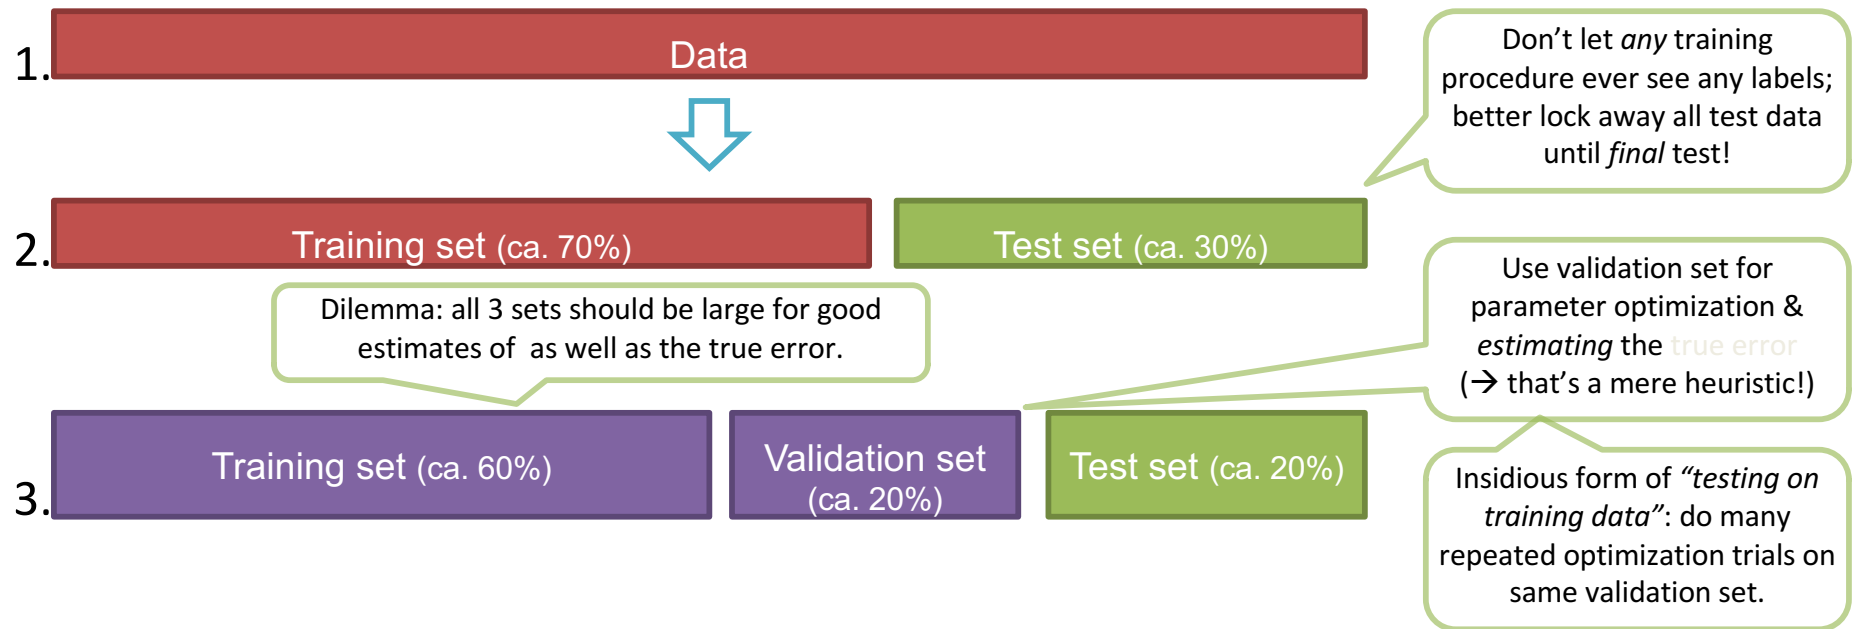 1.
Data
Don’t let any training
procedure ever see any labels;
better lock away all test data
until final test!
2.
Training set (ca. 70%)
Test set (ca. 30%)
Dilemma: all 3 sets should be large for good
estimates of  as well as the true error.
Use validation set for
parameter optimization &
estimating the true error
(→ that’s a mere heuristic!)
3.
Training set (ca. 60%)
Validation set
(ca. 20%)
Test set (ca. 20%)
Insidious form of “testing on
training data”: do many
repeated optimization trials on
same validation set.